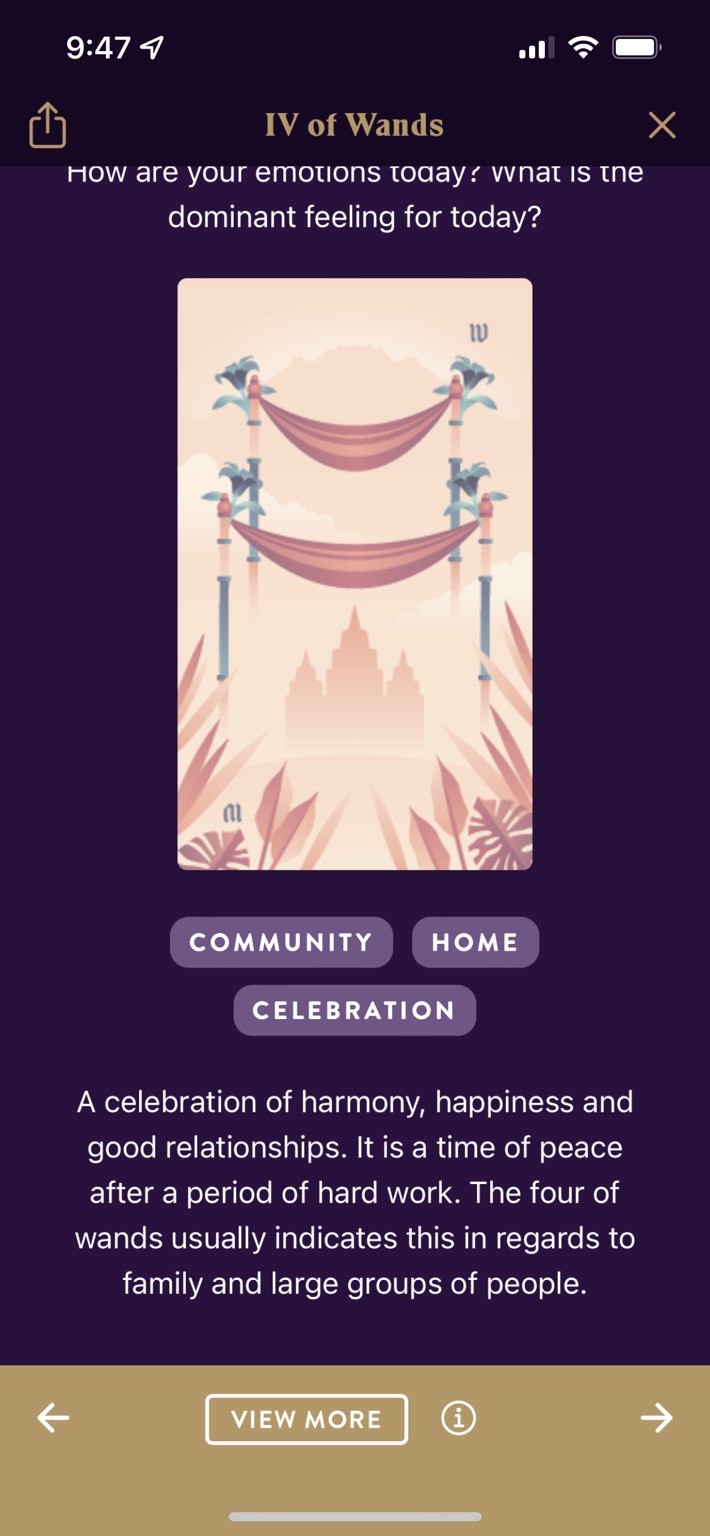 9:47
IV of Wands
How are your emotions today? What is the
dominant feeling for today?
IV
IV
COMMUNITY HOME
CELEBRATION
A celebration of harmony, happiness and
good relationships. It is a time of peace
after a period of hard work. The four of
wands usually indicates this in regards to
family and large groups of people.
VIEW MORE